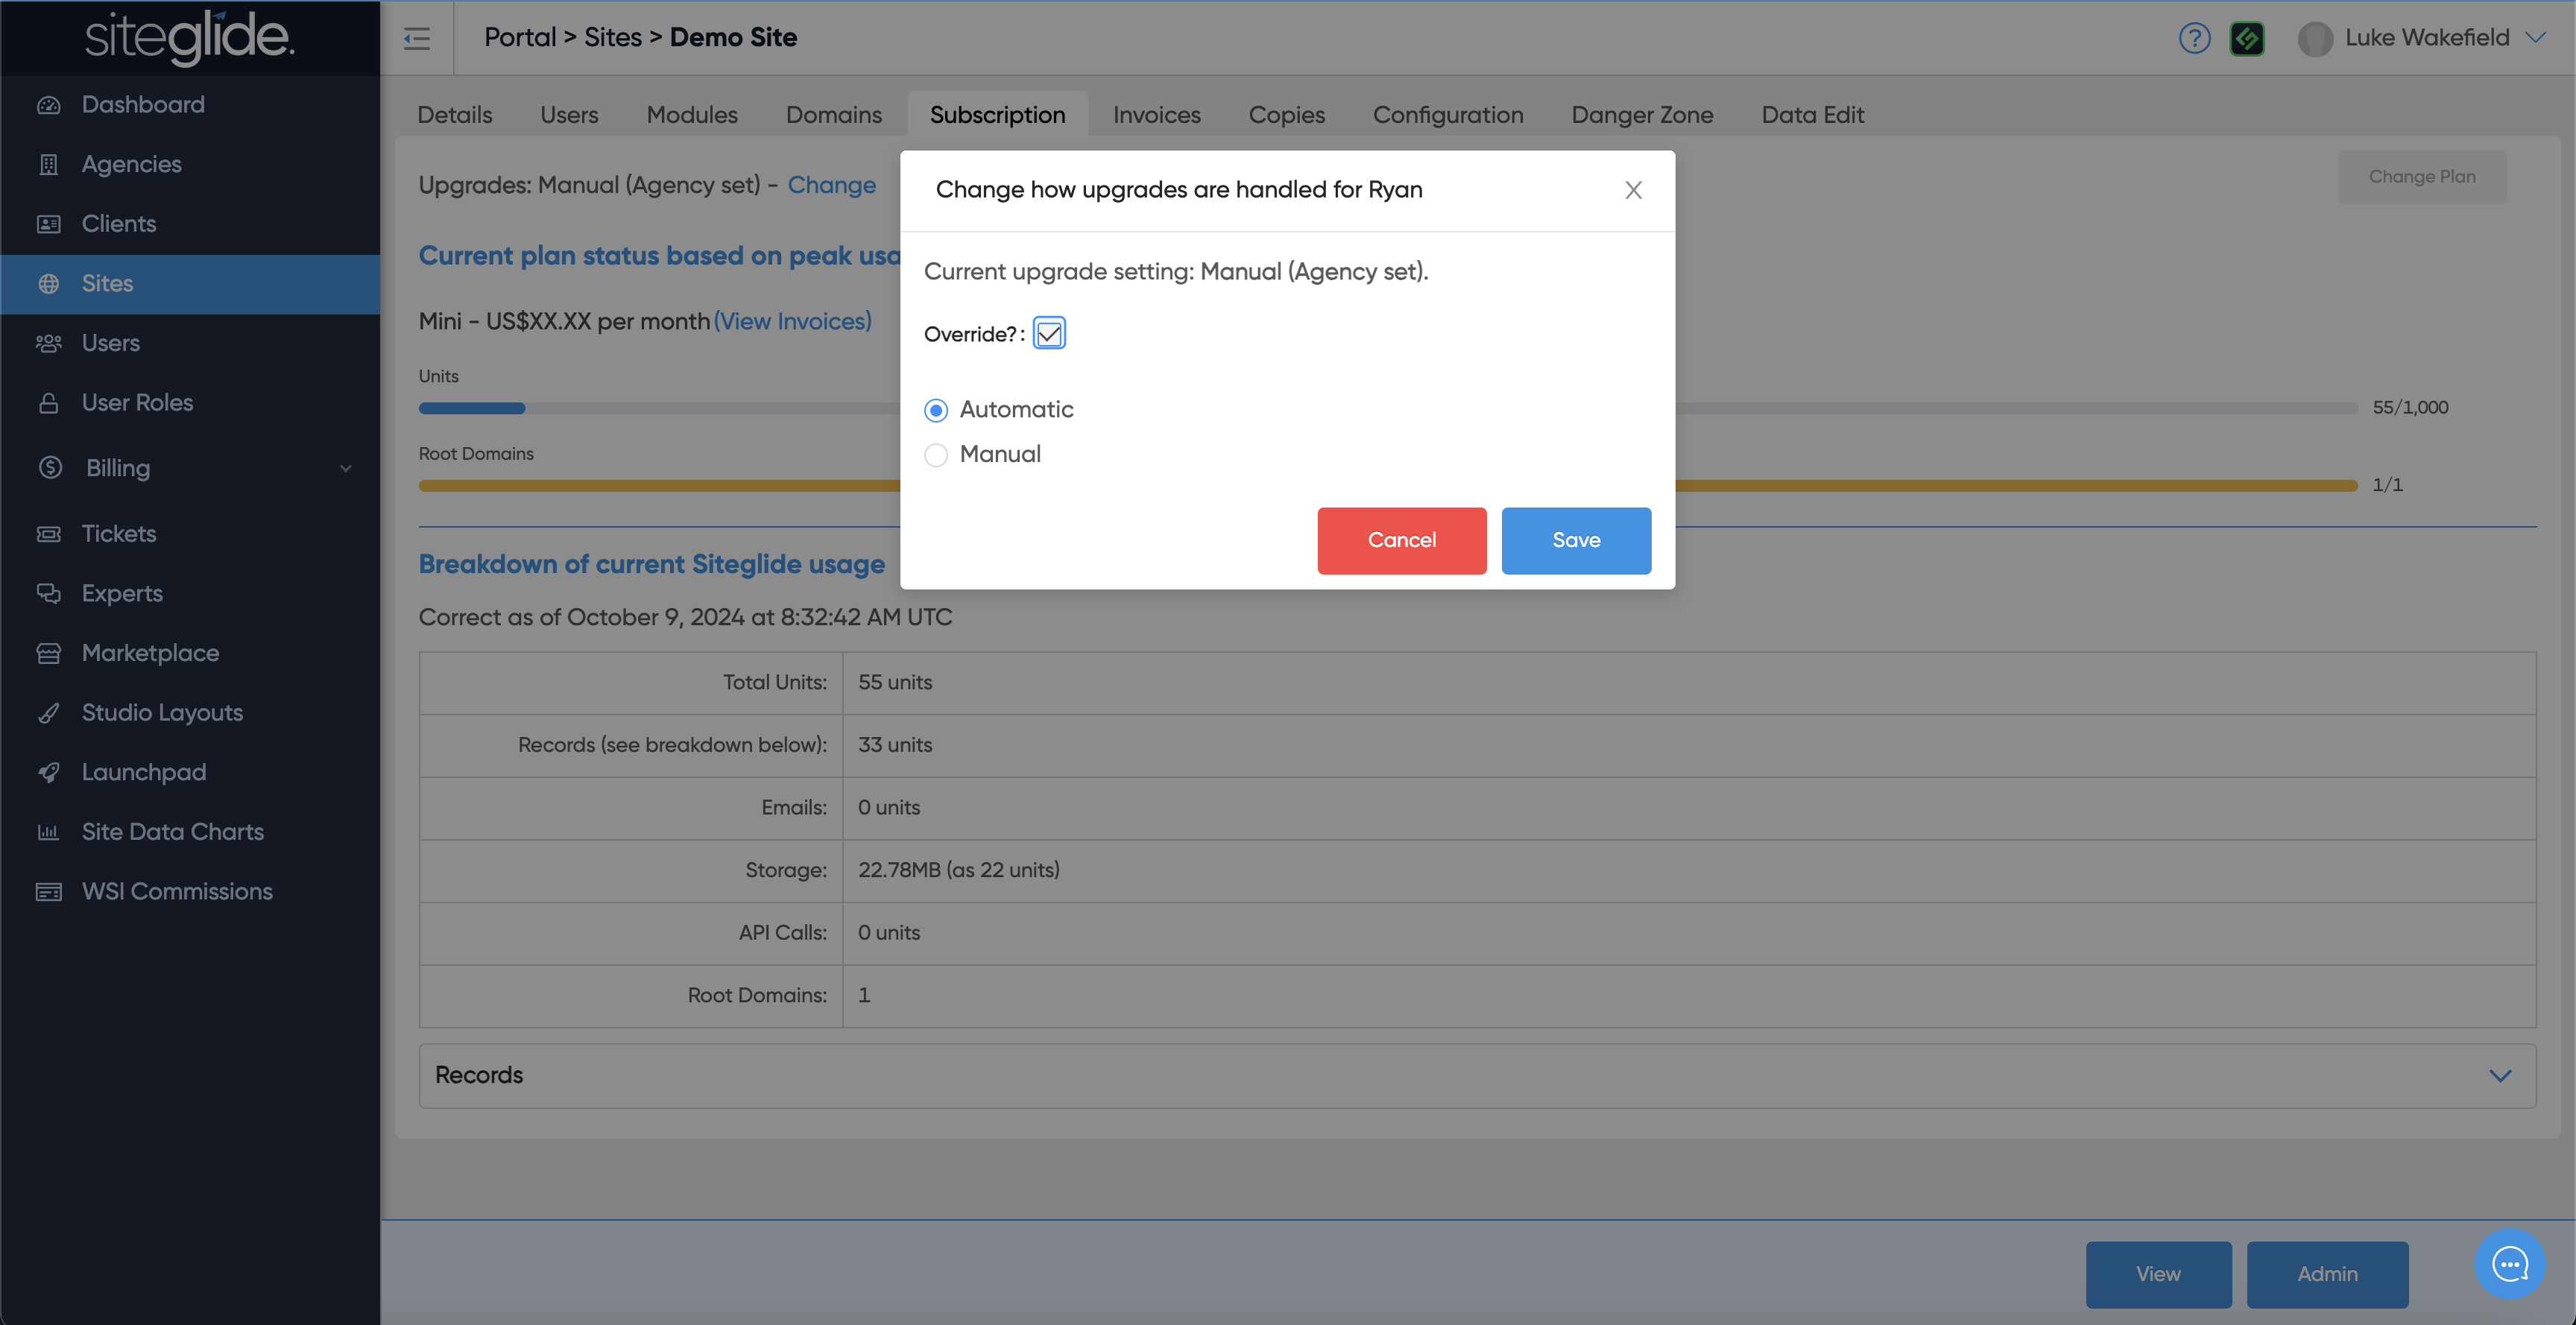 siteglide.
Portal > Sites > Demo Site
Luke Wakefield
Dashboard
Agencies
Clients
Sites
Users
User Roles
Billing
Tickets
Experts
Marketplace
Studio Layouts
Launchpad
Site Data Charts
WSI Commissions
Details Users Modules Domains Subscription Invoices Copies Configuration Danger Zone Data Edit
Upgrades: Manual (Agency set) - Change
Change Plan
Current plan status based on peak usa
Mini - US$XX.XX per month (View Invoices)
Units
55/1,000
Root Domains
1/1
Change how upgrades are handled for Ryan
X
Current upgrade setting: Manual (Agency set).
Override? :
Automatic
Manual
Cancel Save
Breakdown of current Siteglide usage
Correct as of October 9, 2024 at 8:32:42 AM UTC
Total Units: 55 units
Records (see breakdown below): 33 units
Emails: 0 units
Storage: 22.78MB (as 22 units)
API Calls: 0 units
Root Domains: 1
Records
View Admin